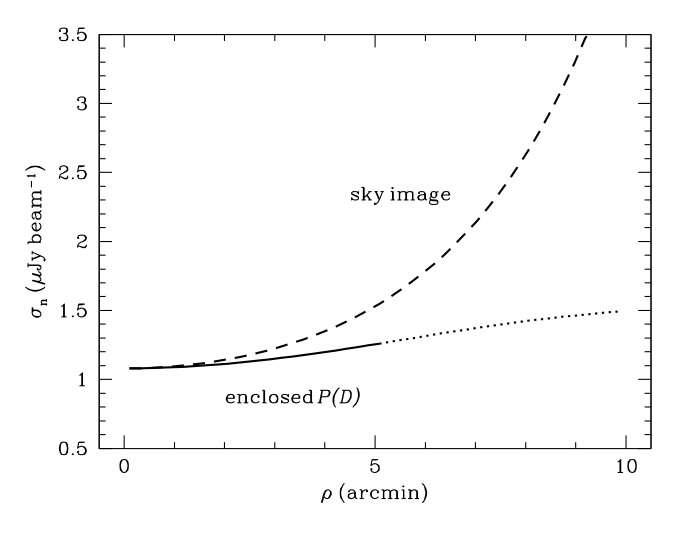 3.5
3
2.5
2
1.5
1
0.5
σn (μJy beam−1)
sky image
enclosed P(D)
0 5 10
ρ (arcmin)